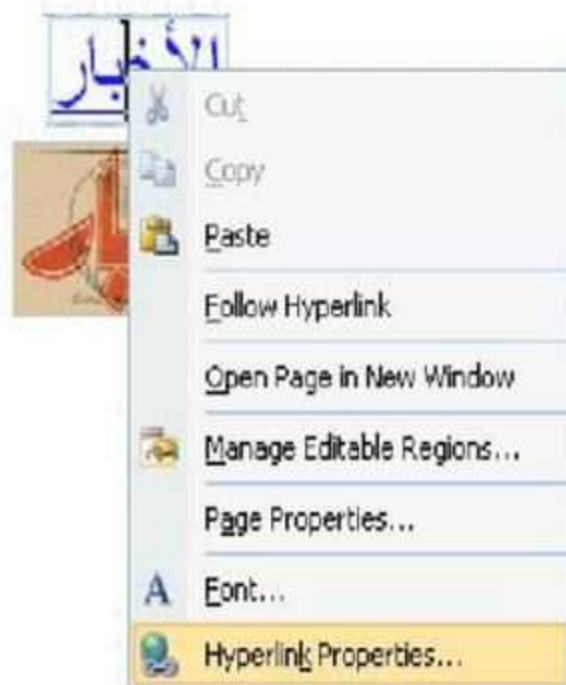 الأخبار
Cut
Copy
Paste
Follow Hyperlink
Open Page in New Window
Manage Editable Regions...
Page Properties...
Font...
Hyperlink Properties...